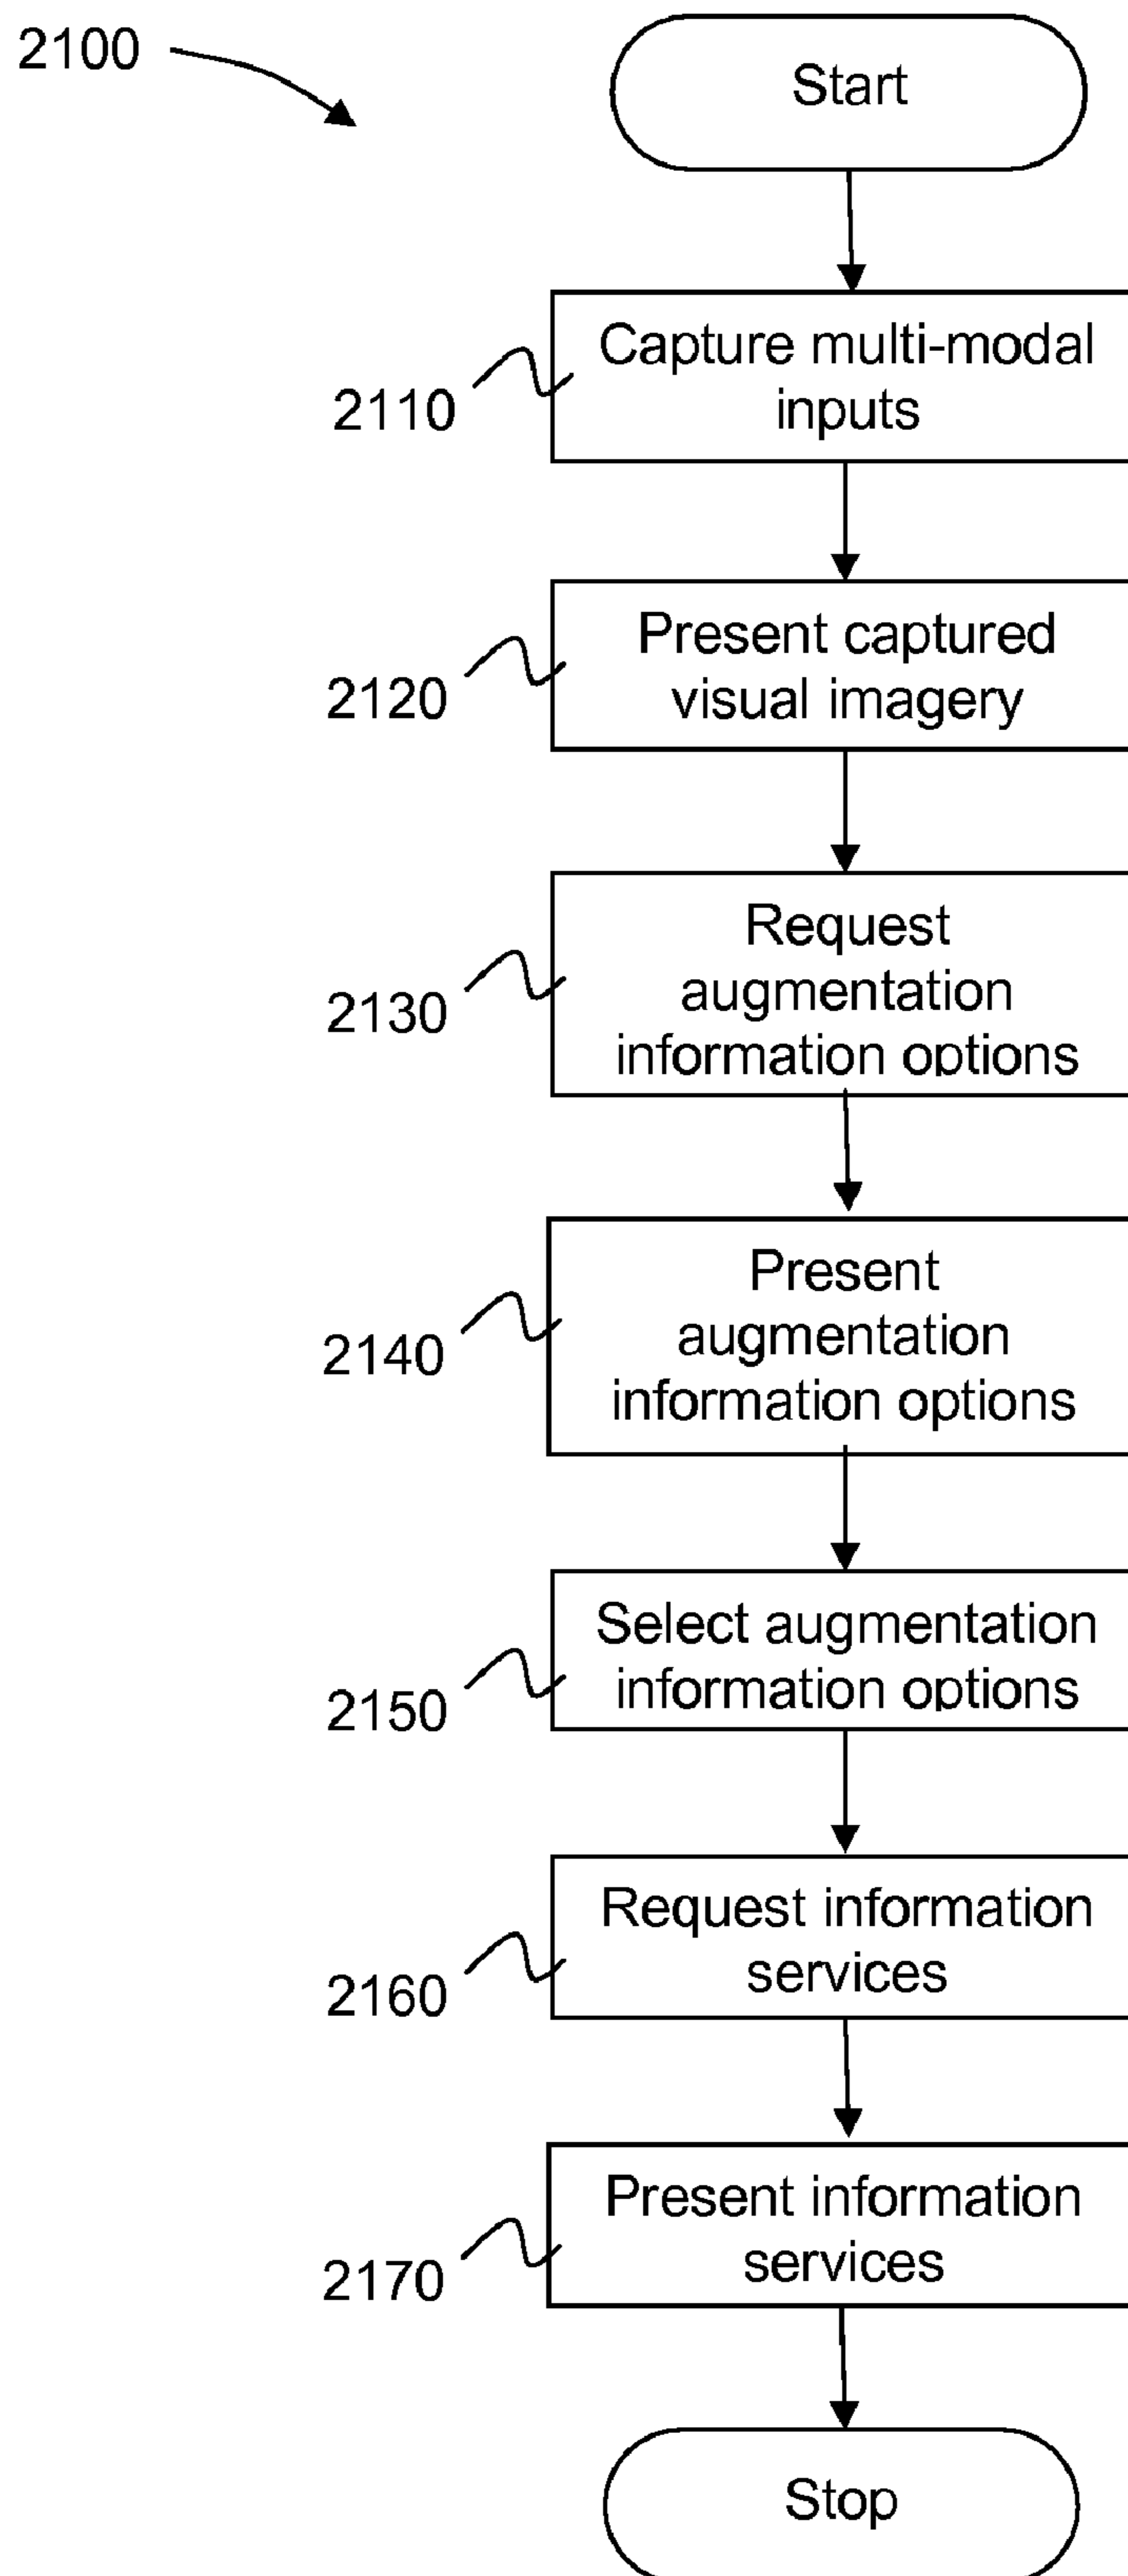 2100
Start
Capture multi-modal
inputs
2110
Present captured
visual imagery
2120
Request
augmentation
information options
2130
Present
augmentation
information options
2140
Select augmentation
information options
2150
Request information
services
2160
Present information
services
2170
Stop